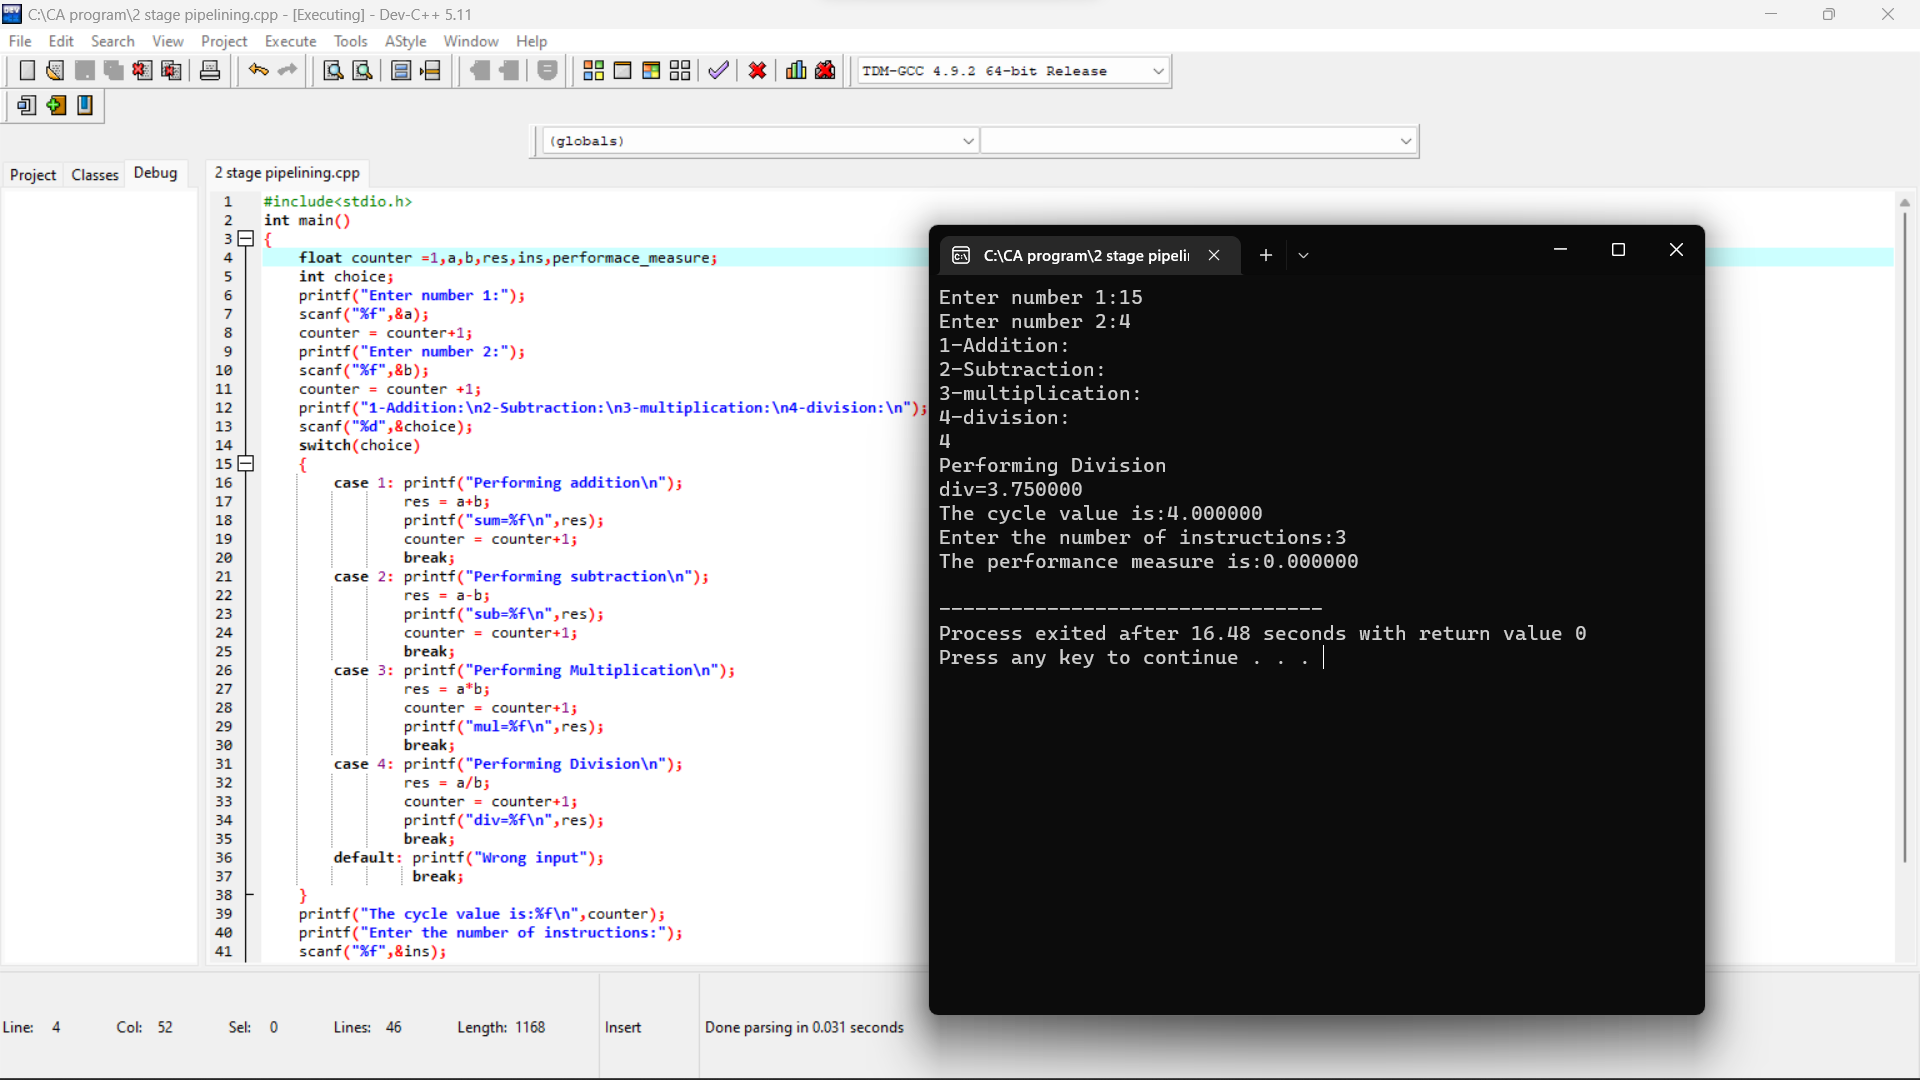 C:\CA program\2 stage pipelining.cpp - [Executing] - Dev-C++ 5.11
File Edit Search View Project Execute Tools AStyle Window Help
TDM-GCC 4.9.2 64-bit Release
(globals)
Project Classes Debug
2 stage pipelining.cpp
1 #include<stdio.h>
2 int main()
3 {
4 float counter =1,a,b,res,ins,performace_measure;
5 int choice;
6 printf("Enter number 1:");
7 scanf("%f",&a);
8 counter = counter+1;
9 printf("Enter number 2:");
10 scanf("%f",&b);
11 counter = counter +1;
12 printf("1-Addition:\n2-Subtraction:\n3-multiplication:\n4-division:\n");
13 scanf("%d",&choice);
14 switch(choice)
15 {
16 case 1: printf("Performing addition\n");
17 res = a+b;
18 printf("sum=%f\n",res);
19 counter = counter+1;
20 break;
21 case 2: printf("Performing subtraction\n");
22 res = a-b;
23 printf("sub=%f\n",res);
24 counter = counter+1;
25 break;
26 case 3: printf("Performing Multiplication\n");
27 res = a*b;
28 counter = counter+1;
29 printf("mul=%f\n",res);
30 break;
31 case 4: printf("Performing Division\n");
32 res = a/b;
33 counter = counter+1;
34 printf("div=%f\n",res);
35 break;
36 default: printf("Wrong input");
37 break;
38 }
39 printf("The cycle value is:%f\n",counter);
40 printf("Enter the number of instructions:");
41 scanf("%f",&ins);
C:\CA program\2 stage pipeli
Enter number 1:15
Enter number 2:4
1-Addition:
2-Subtraction:
3-multiplication:
4-division:
4
Performing Division
div=3.750000
The cycle value is:4.000000
Enter the number of instructions:3
The performance measure is:0.000000
--------------------------------
Process exited after 16.48 seconds with return value 0
Press any key to continue . . .
Line: 4 Col: 52 Sel: 0 Lines: 46 Length: 1168 Insert Done parsing in 0.031 seconds